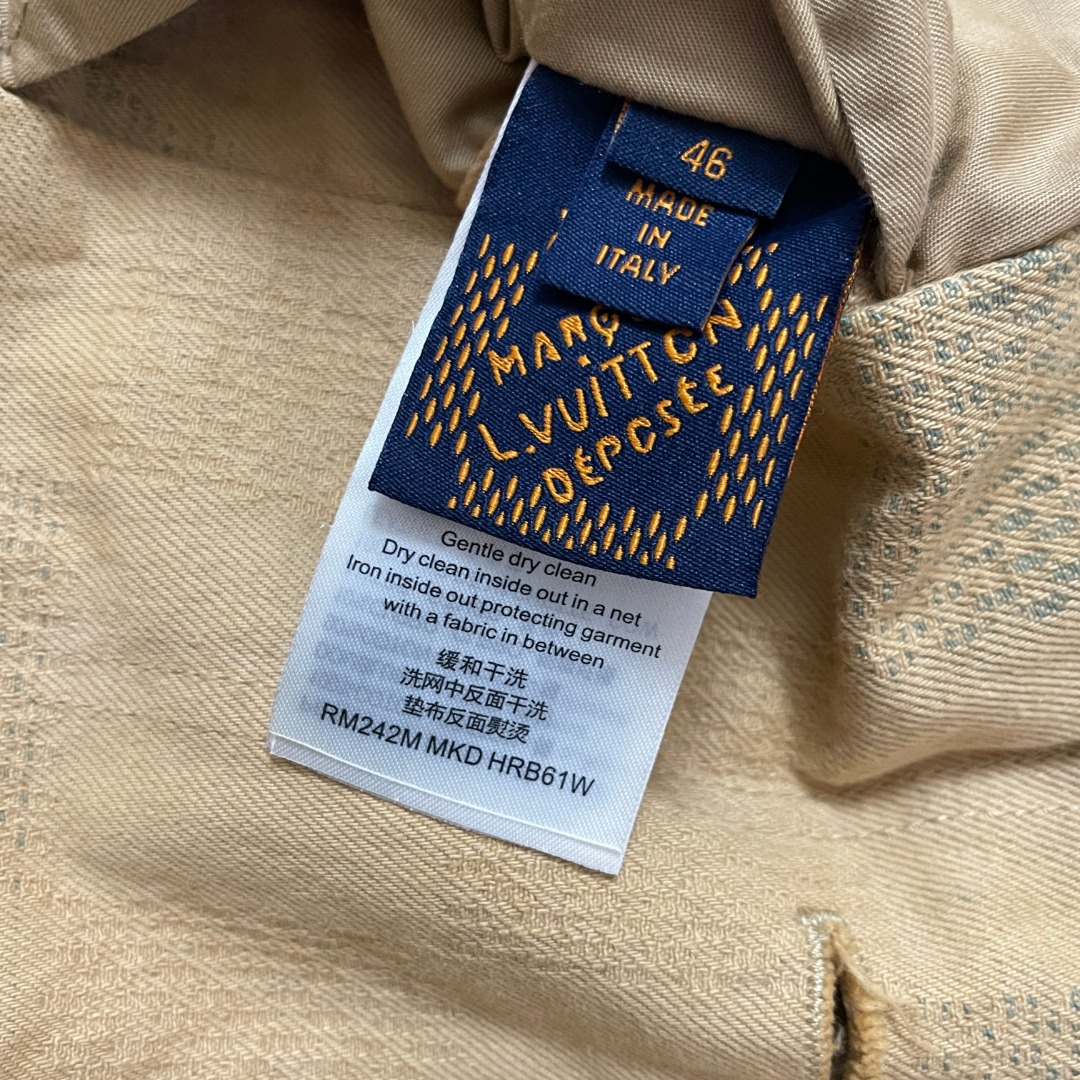 46
MADE
IN
ITALY
MARQ
L.VUITTON
DÉPOSÉE
Gentle dry clean
Dry clean inside out in a net
Iron inside out protecting garment
with a fabric in between
缓和干洗
洗网中反面干洗
垫布反面熨烫
RM242M MKD HRB61W